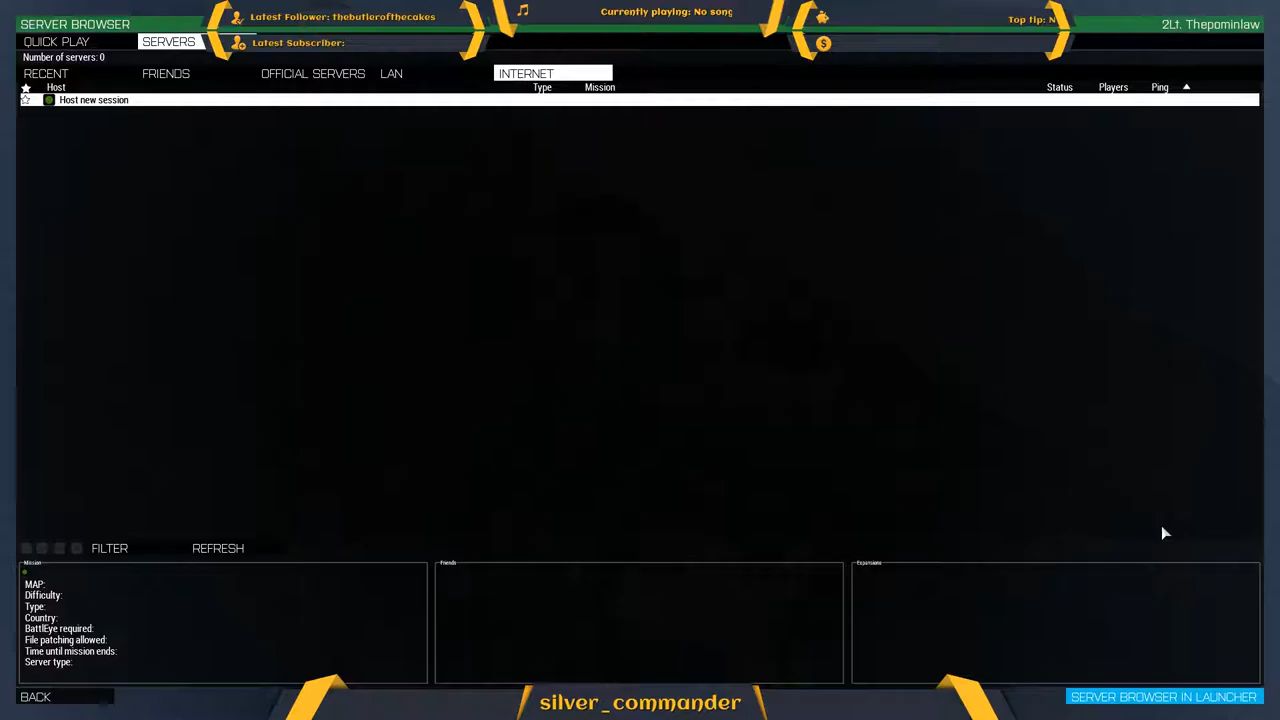 SERVER BROWSER
Latest Follower: thebutlerofthecakes
Currently playing: No song
Top tip: N
2Lt. Thepominlaw
QUICK PLAY
SERVERS
Latest Subscriber:
Number of servers: 0
RECENT
FRIENDS
OFFICIAL SERVERS
LAN
INTERNET
Host
Type
Mission
Status
Players
Ping
Host new session
FILTER
REFRESH
Mission
MAP:
Difficulty:
Type:
Country:
BattlEye required:
File patching allowed:
Time until mission ends:
Server type:
Friends
Expansions
BACK
silver_commander
SERVER BROWSER IN LAUNCHER